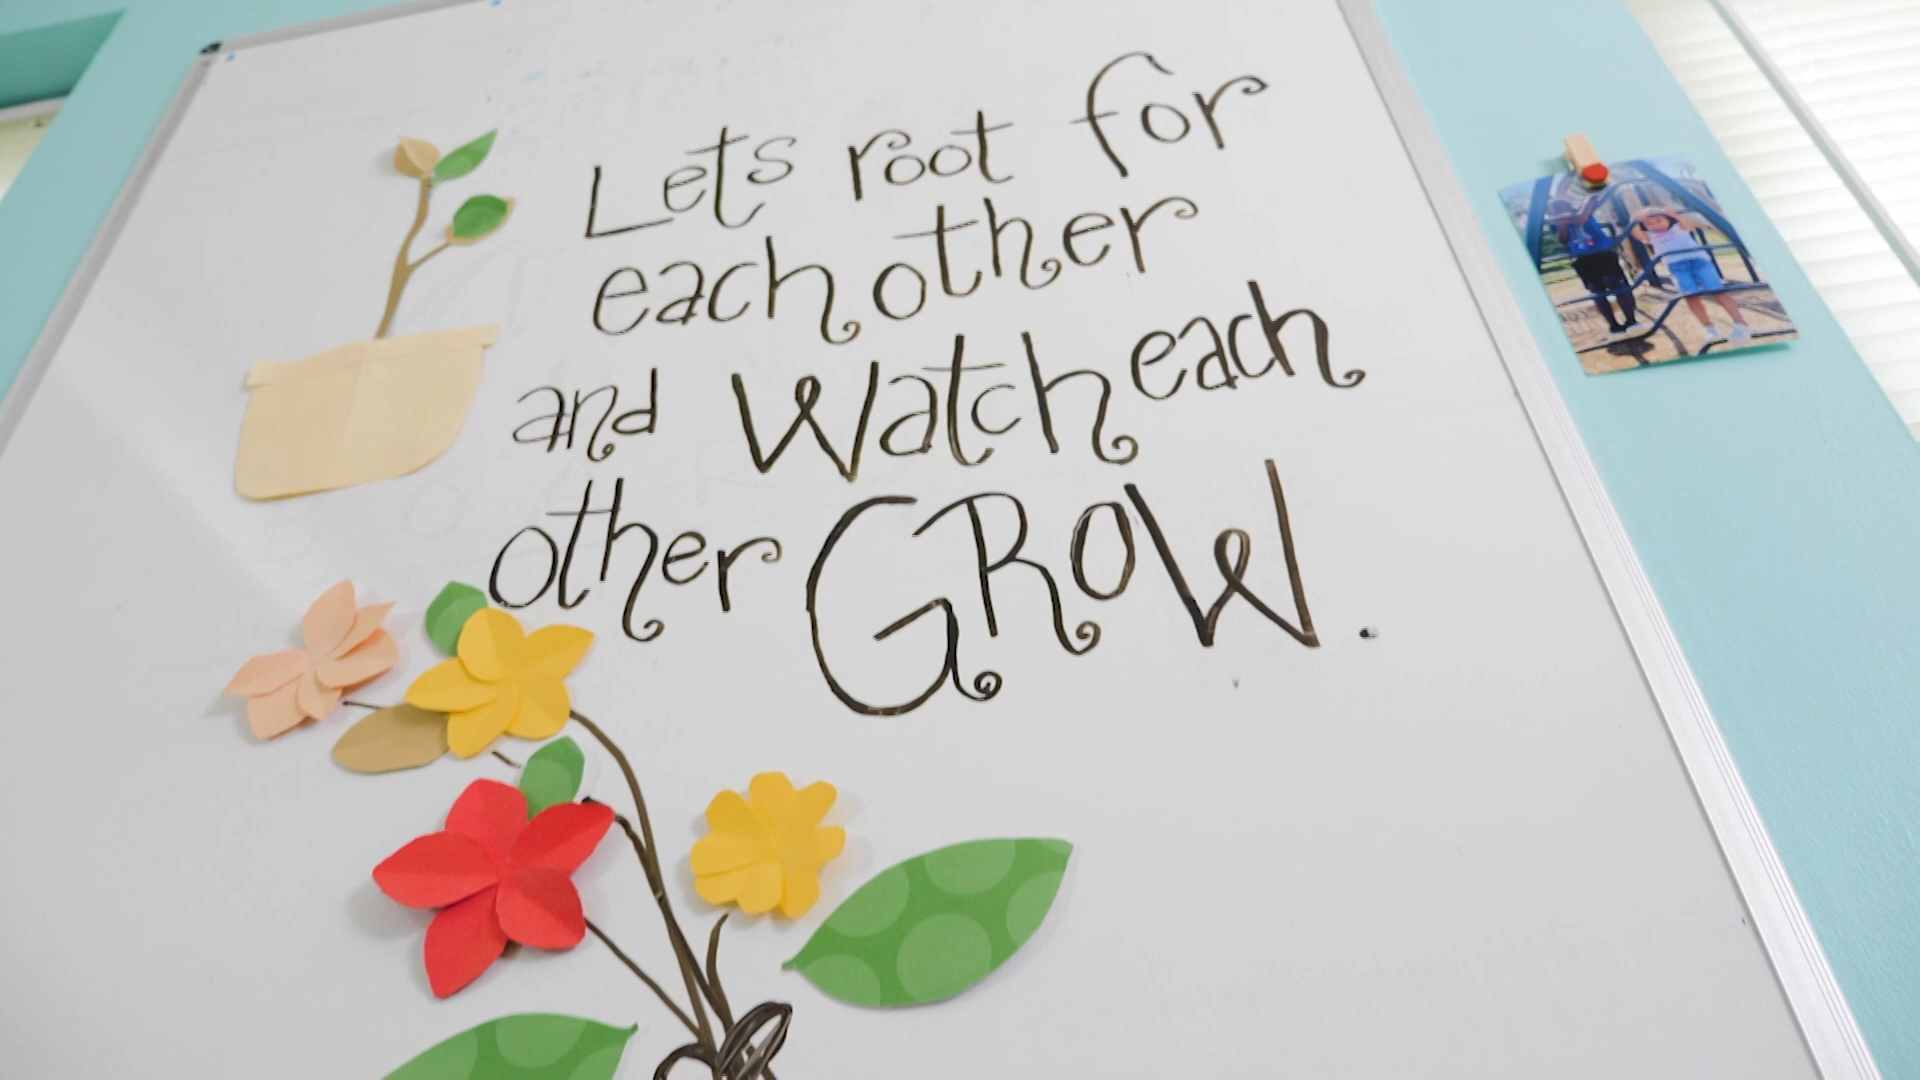 Lets root for
each other
and Watch each
other GROW.